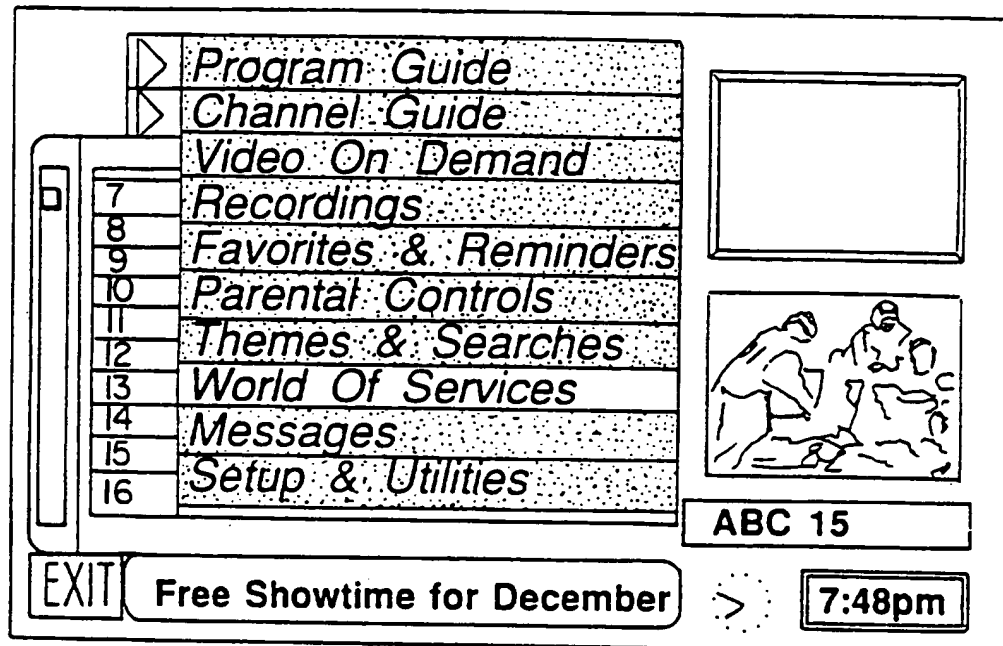 Program Guide
Channel Guide
Video On Demand
7 Recordings
8
9 Favorites & Reminders
10 Parental Controls
11
12 Themes & Searches
13 World Of Services
14 Messages
15
16 Setup & Utilities
ABC 15
EXIT Free Showtime for December 7:48pm